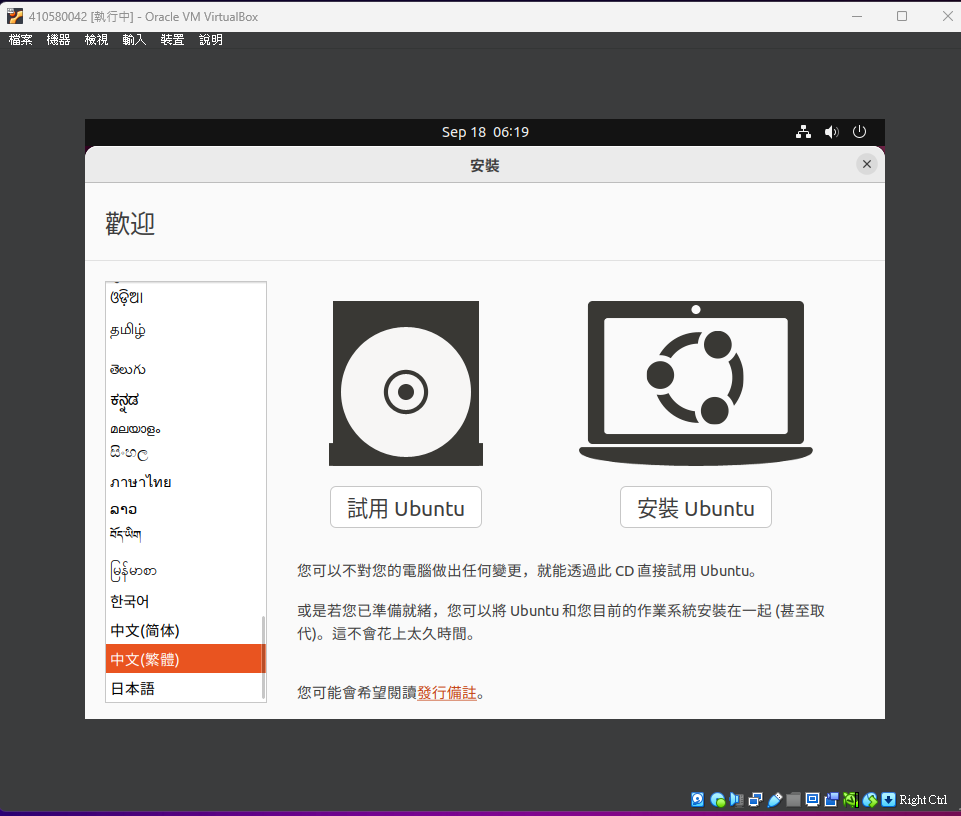 410580042 [執行中] - Oracle VM VirtualBox
檔案 機器 檢視 輸入 裝置 說明
Sep 18 06:19
安裝
歡迎
ଓଡ଼ିଆ
தமிழ்
తెలుగు
ಕನ್ನಡ
മലയാളം
සිංහල
ภาษาไทย
ລາວ
བོད་ཡིག
မြန်မာစာ
한국어
中文(简体)
中文(繁體)
日本語
試用 Ubuntu
安裝 Ubuntu
您可以不對您的電腦做出任何變更，就能透過此 CD 直接試用 Ubuntu。
或是若您已準備就緒，您可以將 Ubuntu 和您目前的作業系統安裝在一起 (甚至取
代)。這不會花上太久時間。
您可能會希望閱讀發行備註。
Right Ctrl